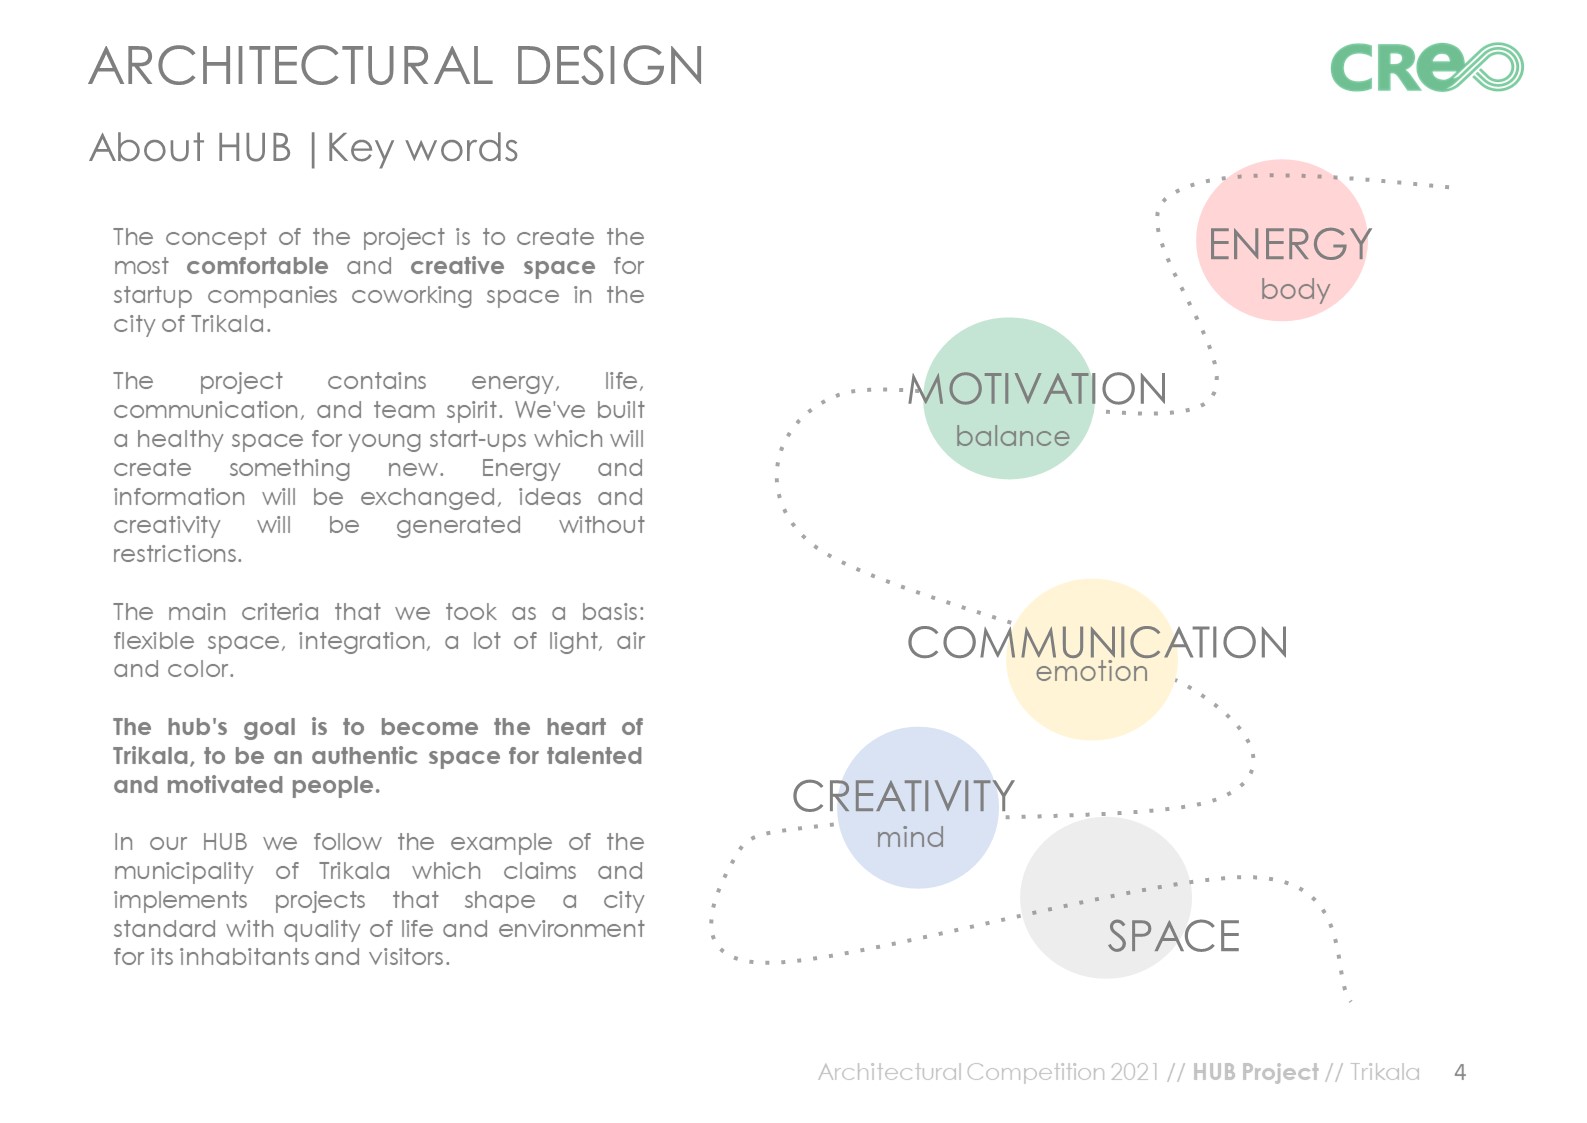 ARCHITECTURAL DESIGN
CReo
About HUB |Key words
The concept of the project is to create the
most comfortable and creative space for
startup companies coworking space in the
city of Trikala.
The project contains energy, life,
communication, and team spirit. We've built
a healthy space for young start-ups which will
create something new. Energy and
information will be exchanged, ideas and
creativity will be generated without
restrictions.
The main criteria that we took as a basis:
flexible space, integration, a lot of light, air
and color.
The hub's goal is to become the heart of
Trikala, to be an authentic space for talented
and motivated people.
In our HUB we follow the example of the
municipality of Trikala which claims and
implements projects that shape a city
standard with quality of life and environment
for its inhabitants and visitors.
ENERGY
body
MOTIVATION
balance
COMMUNICATION
emotion
CREATIVITY
mind
SPACE
Architectural Competition 2021 // HUB Project // Trikala 4